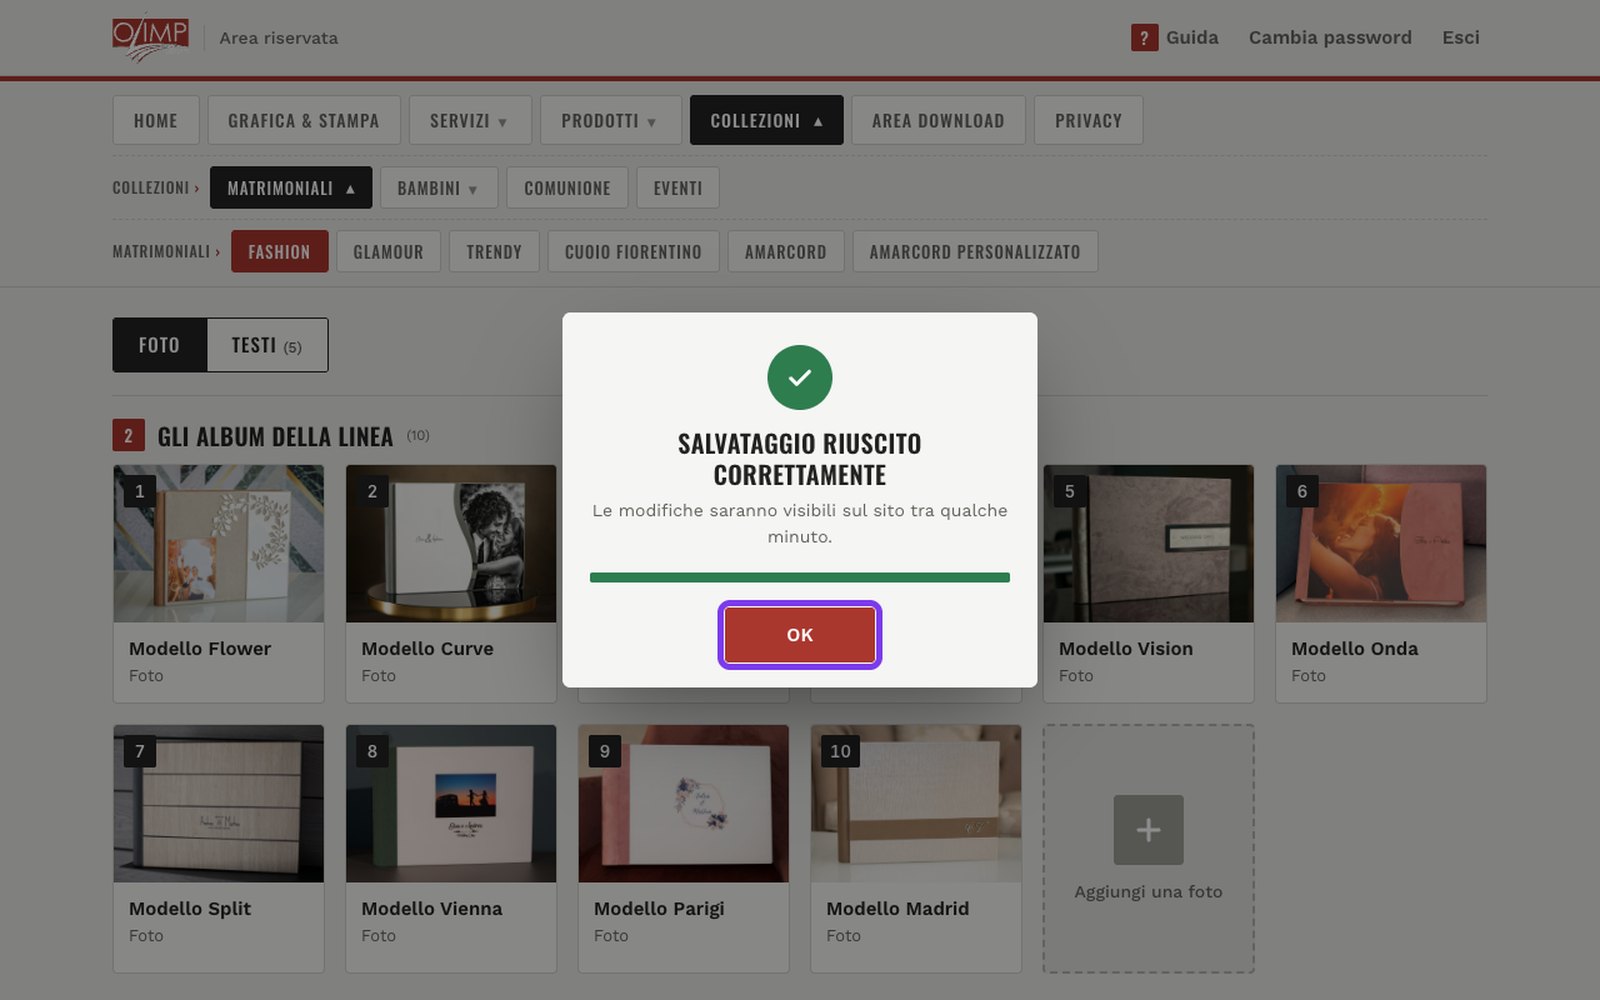 OLIMP
Area riservata
? Guida
Cambia password
Esci
HOME
GRAFICA & STAMPA
SERVIZI ▼
PRODOTTI ▼
COLLEZIONI ▲
AREA DOWNLOAD
PRIVACY
COLLEZIONI ›
MATRIMONIALI ▲
BAMBINI ▼
COMUNIONE
EVENTI
MATRIMONIALI ›
FASHION
GLAMOUR
TRENDY
CUOIO FIORENTINO
AMARCORD
AMARCORD PERSONALIZZATO
FOTO
TESTI (5)
2 GLI ALBUM DELLA LINEA (10)
SALVATAGGIO RIUSCITO
CORRETTAMENTE
Le modifiche saranno visibili sul sito tra qualche
minuto.
OK
1
Modello Flower
Foto
2
Modello Curve
Foto
5
Modello Vision
Foto
6
Modello Onda
Foto
7
Modello Split
Foto
8
Modello Vienna
Foto
9
Modello Parigi
Foto
10
Modello Madrid
Foto
+
Aggiungi una foto